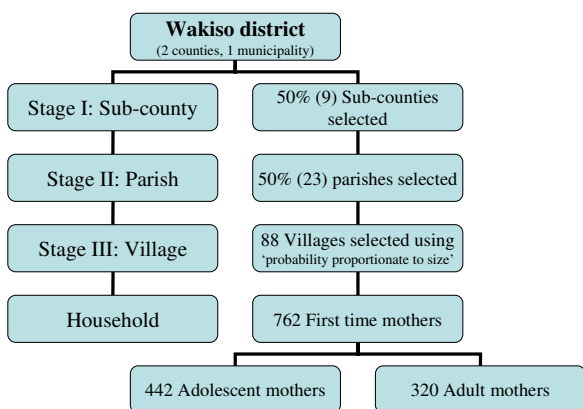 Wakiso district
(2 counties, 1 municipality)
Stage I: Sub-county
50% (9) Sub-counties
selected
Stage II: Parish
50% (23) parishes selected
Stage III: Village
88 Villages selected using
‘probability proportionate to size’
Household
762 First time mothers
442 Adolescent mothers
320 Adult mothers